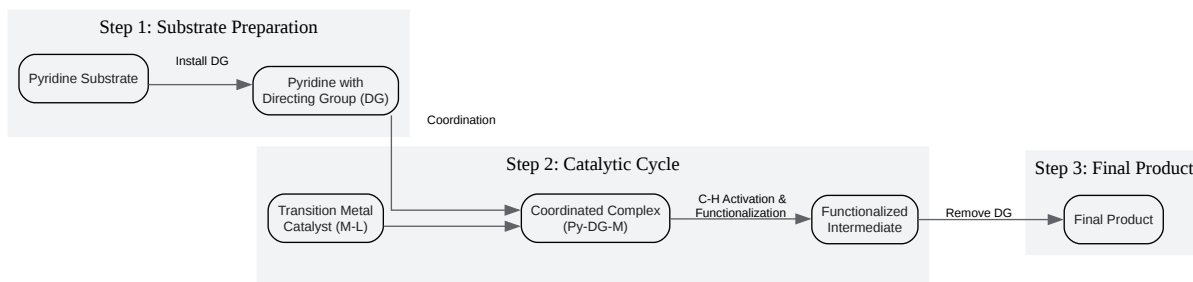 Step 1: Substrate Preparation
Pyridine Substrate
Install DG
Pyridine with
Directing Group (DG)
Coordination
Step 2: Catalytic Cycle
Transition Metal
Catalyst (M-L)
Coordinated Complex
(Py-DG-M)
C-H Activation &
Functionalization
Functionalized
Intermediate
Remove DG
Step 3: Final Product
Final Product